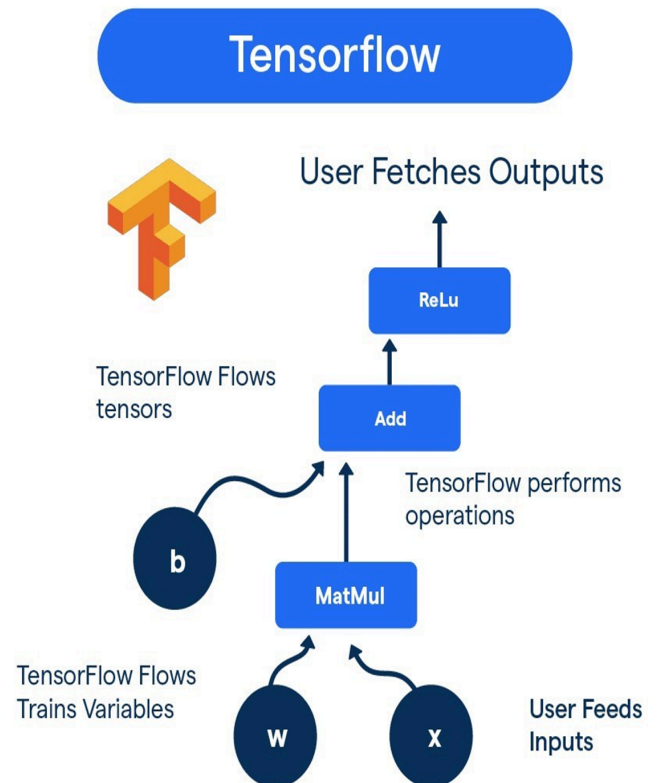 Tensorflow
User Fetches Outputs
ReLu
TensorFlow Flows
tensors
Add
TensorFlow performs
operations
b
MatMul
TensorFlow Flows
Trains Variables
w
x
User Feeds
Inputs